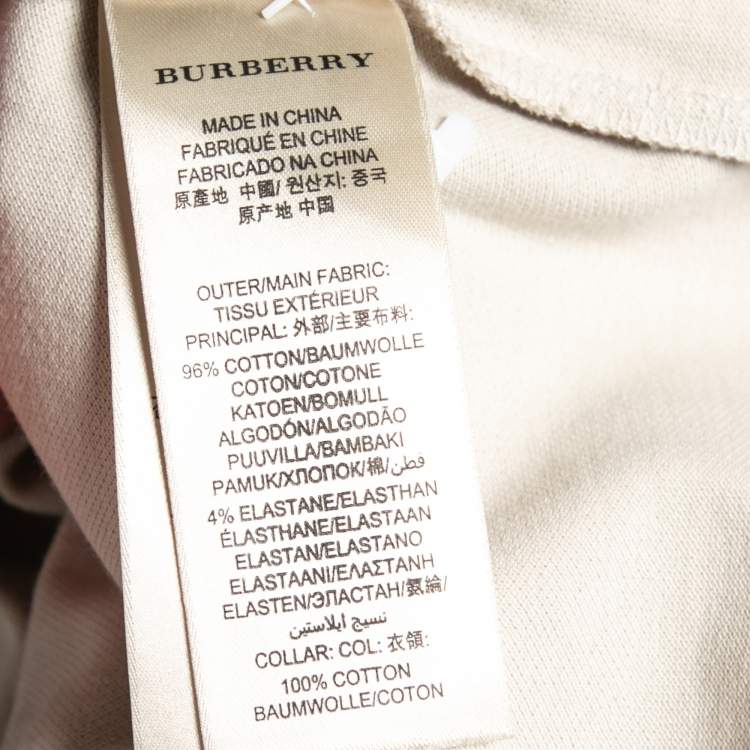 BURBERRY
MADE IN CHINA
FABRIQUÉ EN CHINE
FABRICADO NA CHINA
原產地 中國/ 원산지: 중국
原产地 中国
OUTER/MAIN FABRIC:
TISSU EXTÉRIEUR
PRINCIPAL: 外部/主要布料:
96% COTTON/BAUMWOLLE
COTON/COTONE
KATOEN/BOMULL
ALGODÓN/ALGODÃO
PUUVILLA/BAMBAKI
PAMUK/ХЛОПОК/棉/قطن/
4% ELASTANE/ELASTHAN
ÉLASTHANE/ELASTAAN
ELASTAN/ELASTANO
ELASTAANI/ΕΛΑΣΤΑΝΗ
ELASTEN/ЭЛАСТАН/氨綸/
نسيج ايلاستين
COLLAR: COL: 衣領:
100% COTTON
BAUMWOLLE/COTON